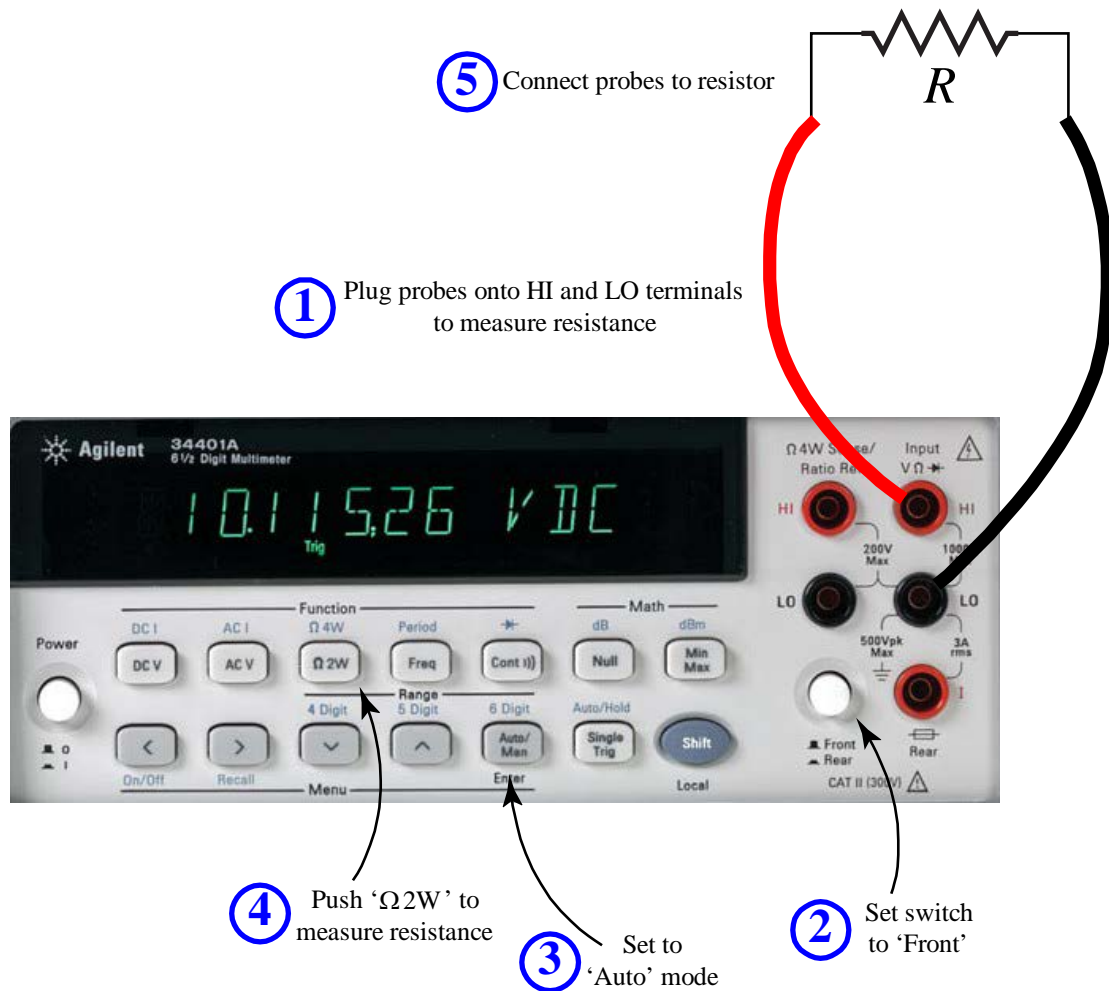 5 Connect probes to resistor
R
1 Plug probes onto HI and LO terminals
to measure resistance
Agilent 34401A
6½ Digit Multimeter
10.115,26 VDC
Trig
Ω 4W Sense/
Ratio Ref
Input
V Ω
HI
HI
200V
Max
1000V
Max
LO
LO
500Vpk
Max
3A
rms
I
Front
Rear
Rear
CAT II (300V)
Power
0
I
Function
Math
DC I AC I Ω 4W Period dB dBm
DC V AC V Ω 2W Freq Cont Null Min
Max
Range
4 Digit 5 Digit 6 Digit Auto/Hold
< > Auto/
Man Single
Trig Shift
On/Off Recall Enter Local
Menu
4 Push ‘Ω 2W’ to
measure resistance
3 Set to
‘Auto’ mode
2 Set switch
to ‘Front’